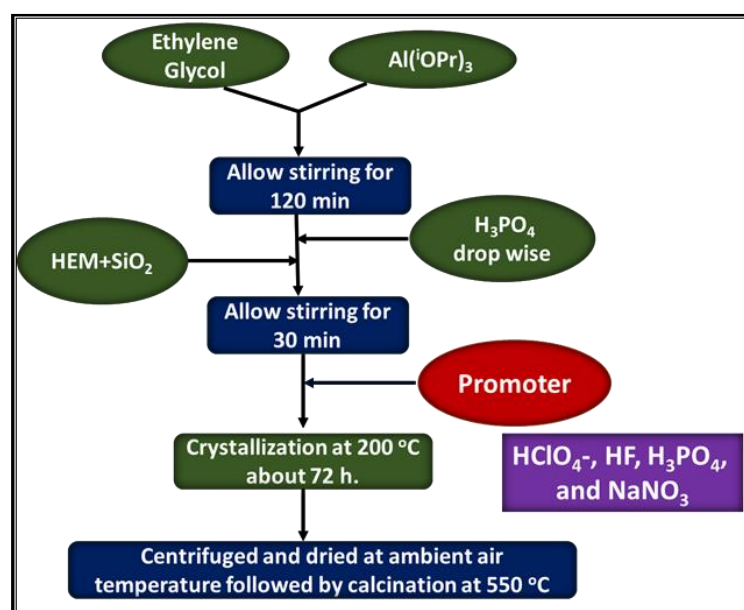 Ethylene
Glycol
Al(ⁱOPr)₃
Allow stirring for
120 min
H₃PO₄
drop wise
HEM+SiO₂
Allow stirring for
30 min
Promoter
Crystallization at 200 °C
about 72 h.
HClO₄-, HF, H₃PO₄,
and NaNO₃
Centrifuged and dried at ambient air
temperature followed by calcination at 550 °C